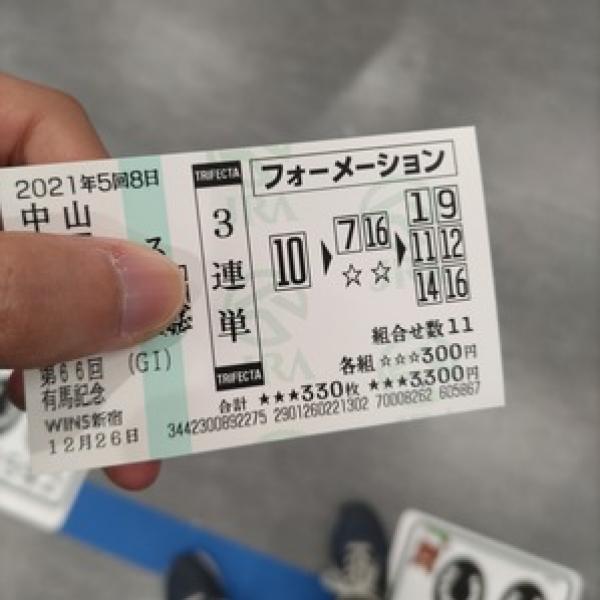 2021年5回8日
中山
第66回 (GI)
有馬記念
WINS新宿
12月26日
TRIFECTA
3連単
TRIFECTA
フォーメーション
10 ▶ 7 16 ▶ 1 9
☆ ☆ 11 12
14 16
組合せ数11
各組 ☆☆☆300円
合計 ★★★330枚 ★★★3,300円
3442300892275 2901260221302 70008262 605867